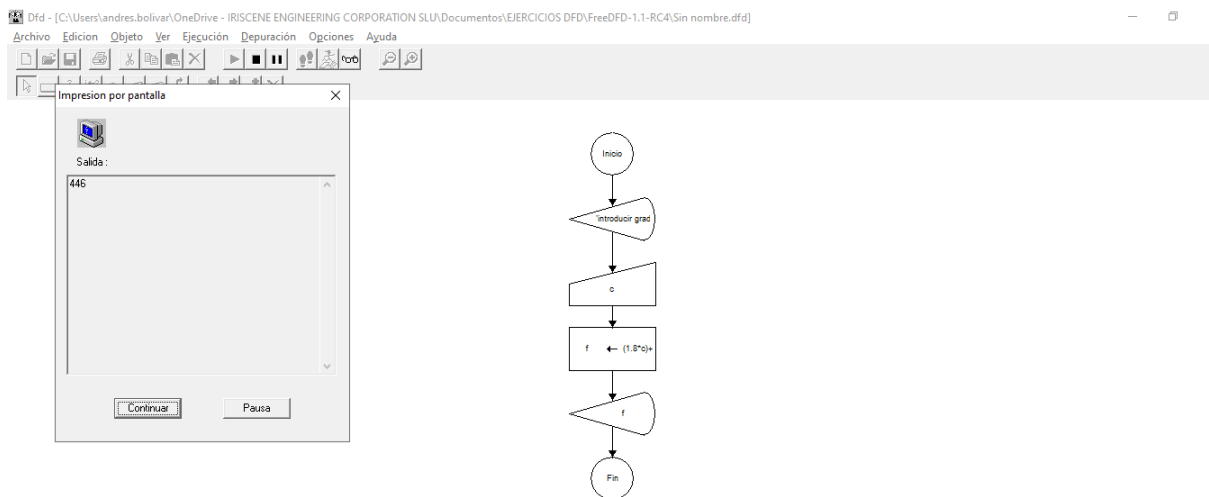 Dfd - [C:\Users\andres.bolivar\OneDrive - IRISCENE ENGINEERING CORPORATION SLU\Documentos\EJERCICIOS DFD\FreeDFD-1.1-RC4\Sin nombre.dfd]
Archivo Edicion Objeto Ver Ejecución Depuración Opciones Ayuda
Impresion por pantalla
Salida :
446
Continuar Pausa
Inicio
'introducir grad
c
f ← (1.8*c)+
f
Fin